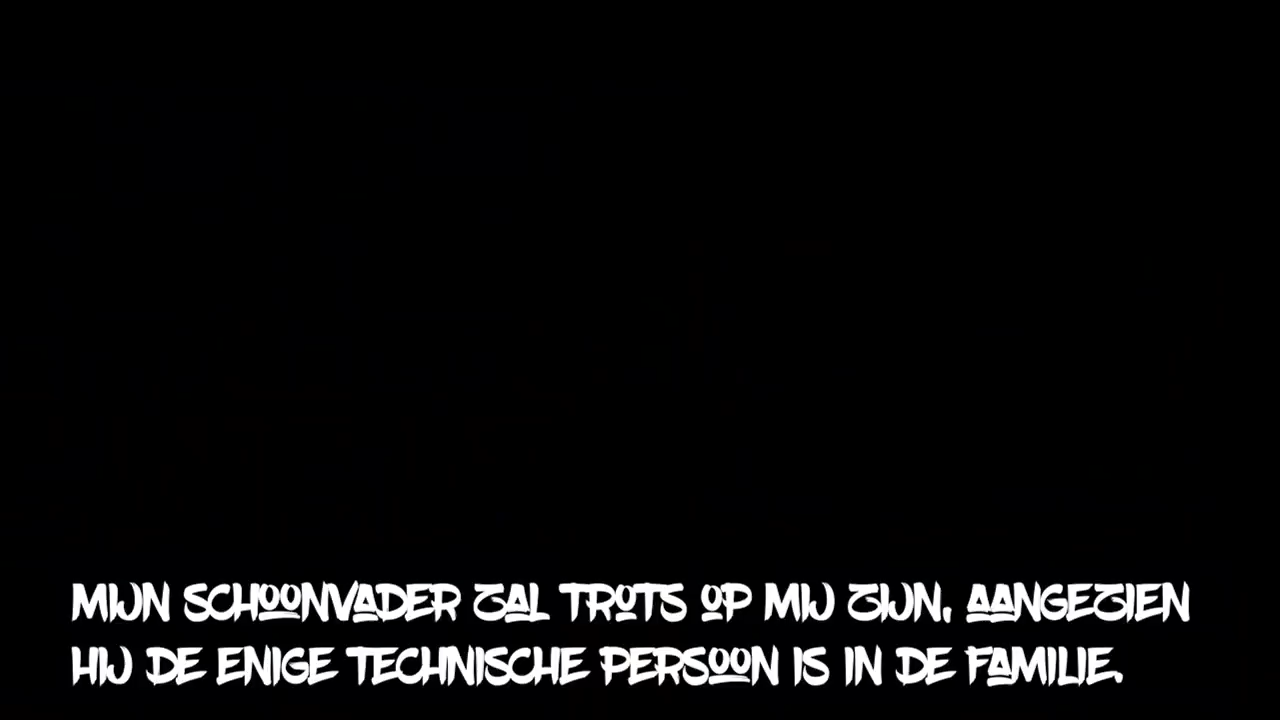 MIJN SCHOONVADER ZAL TROTS OP MIJ ZIJN, AANGEZIEN
HIJ DE ENIGE TECHNISCHE PERSOON IS IN DE FAMILIE.